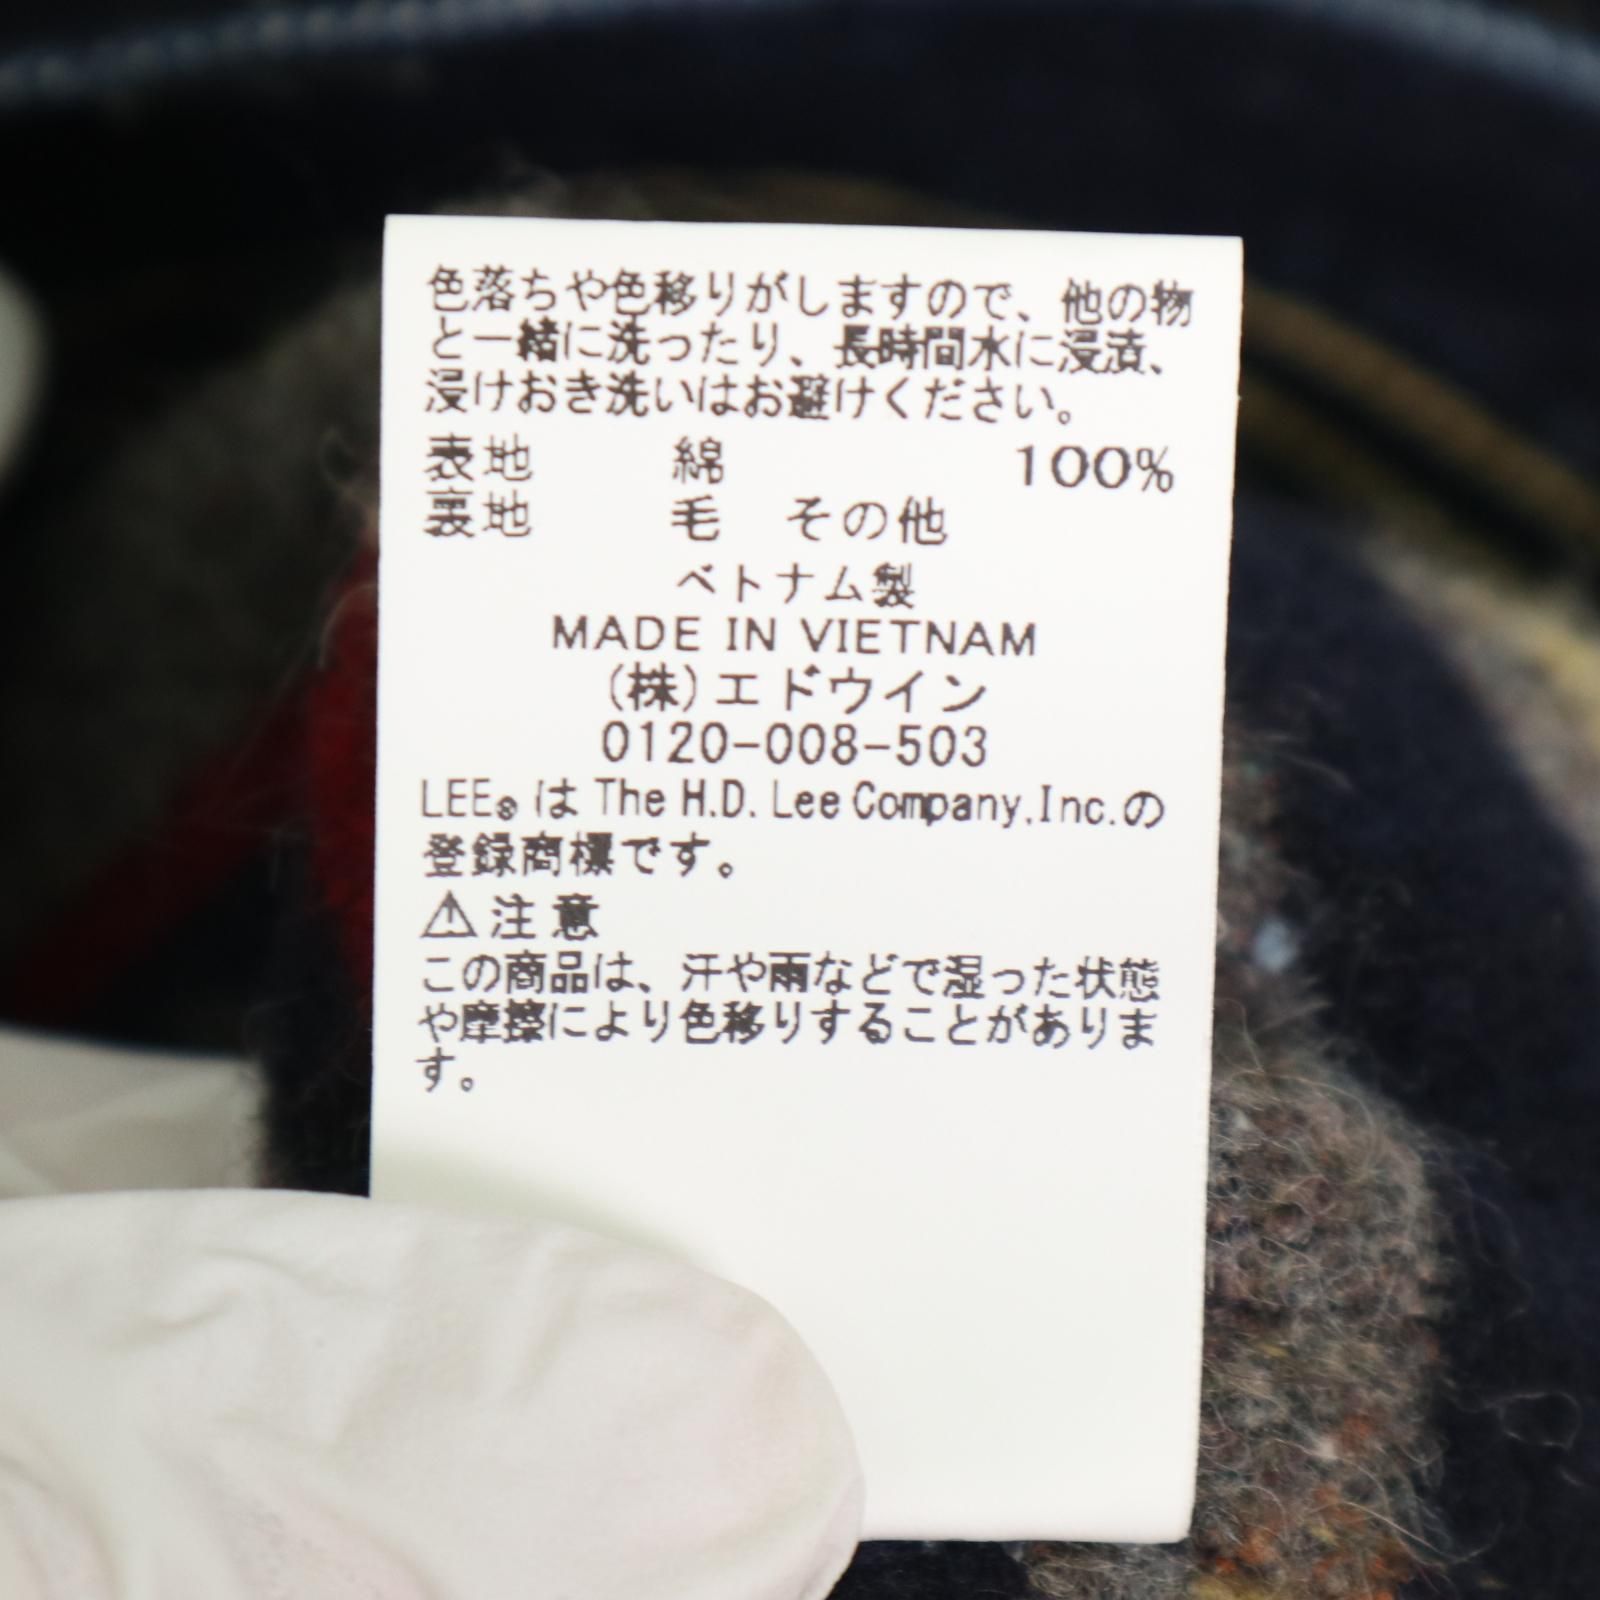 色落ちや色移りがしますので、他の物
と一緒に洗ったり、長時間水に浸漬、
浸けおき洗いはお避けください。
表地 綿 100%
裏地 毛 その他
ベトナム製
MADE IN VIETNAM
(株)エドウイン
0120-008-503
LEE® は The H.D. Lee Company,Inc.の
登録商標です。
⚠注意
この商品は、汗や雨などで湿った状態
や摩擦により色移りすることがありま
す。